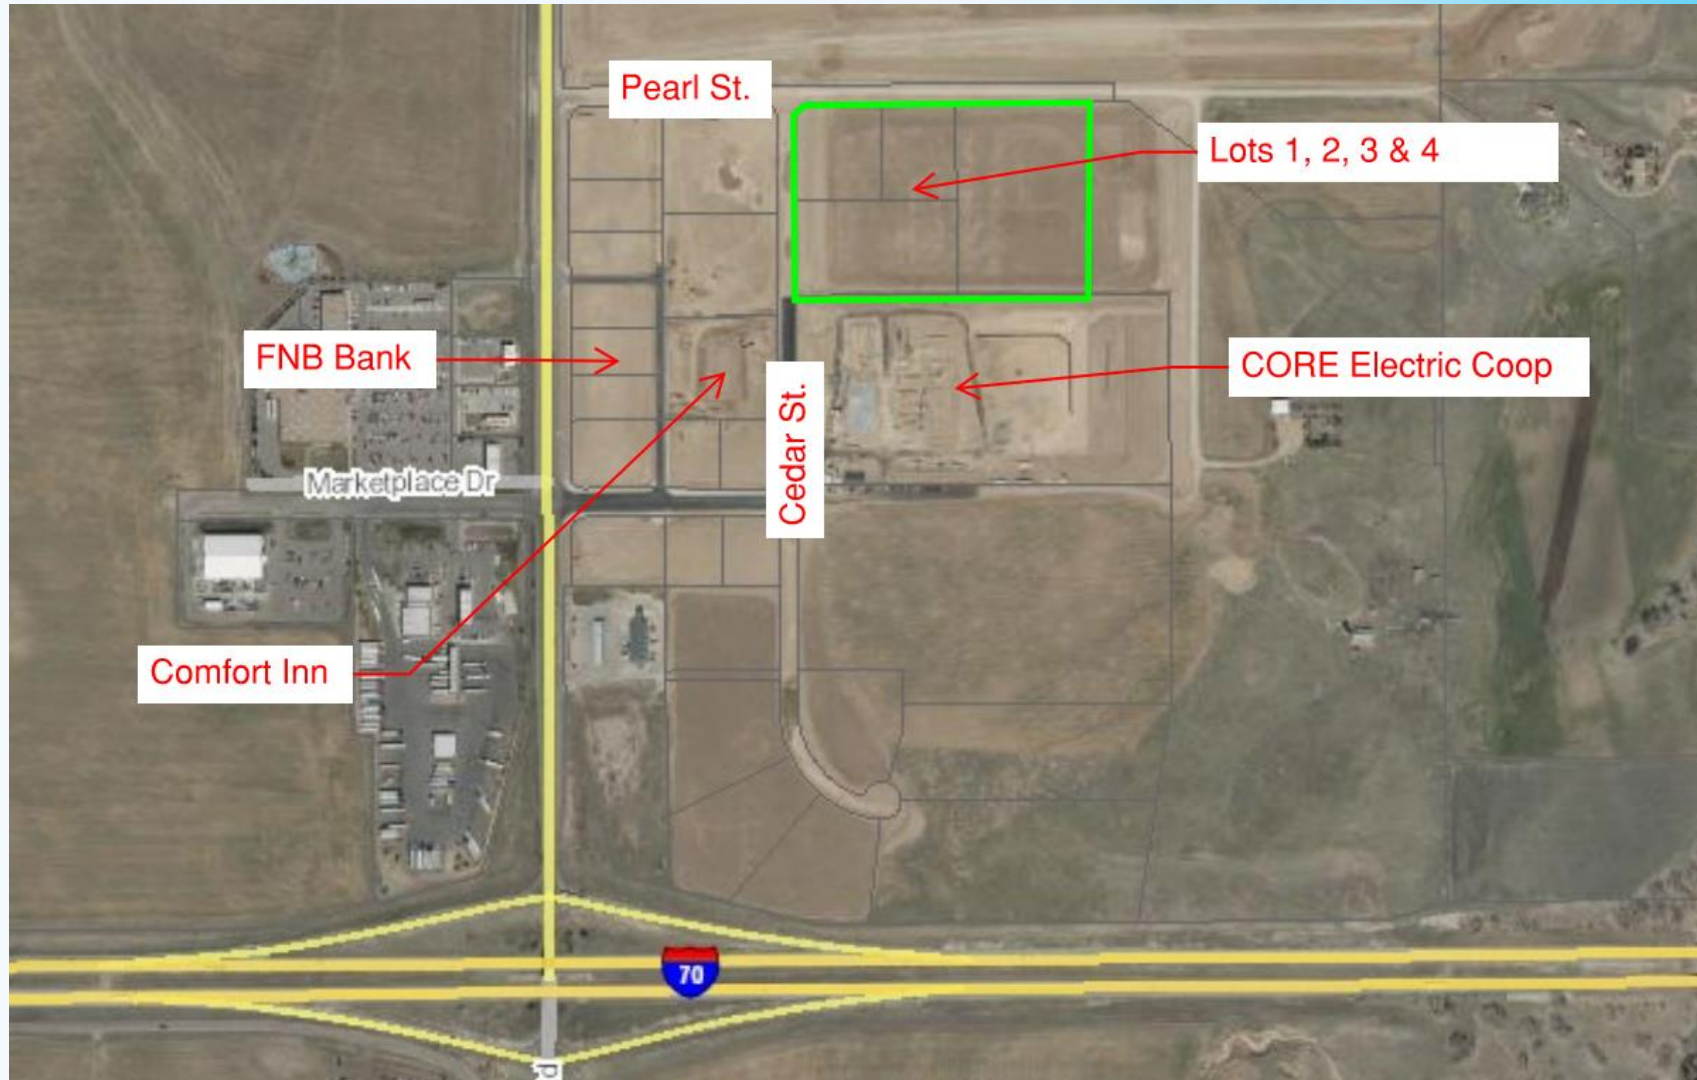 Pearl St.
Lots 1, 2, 3 & 4
FNB Bank
CORE Electric Coop
Cedar St.
Marketplace Dr
Comfort Inn
70